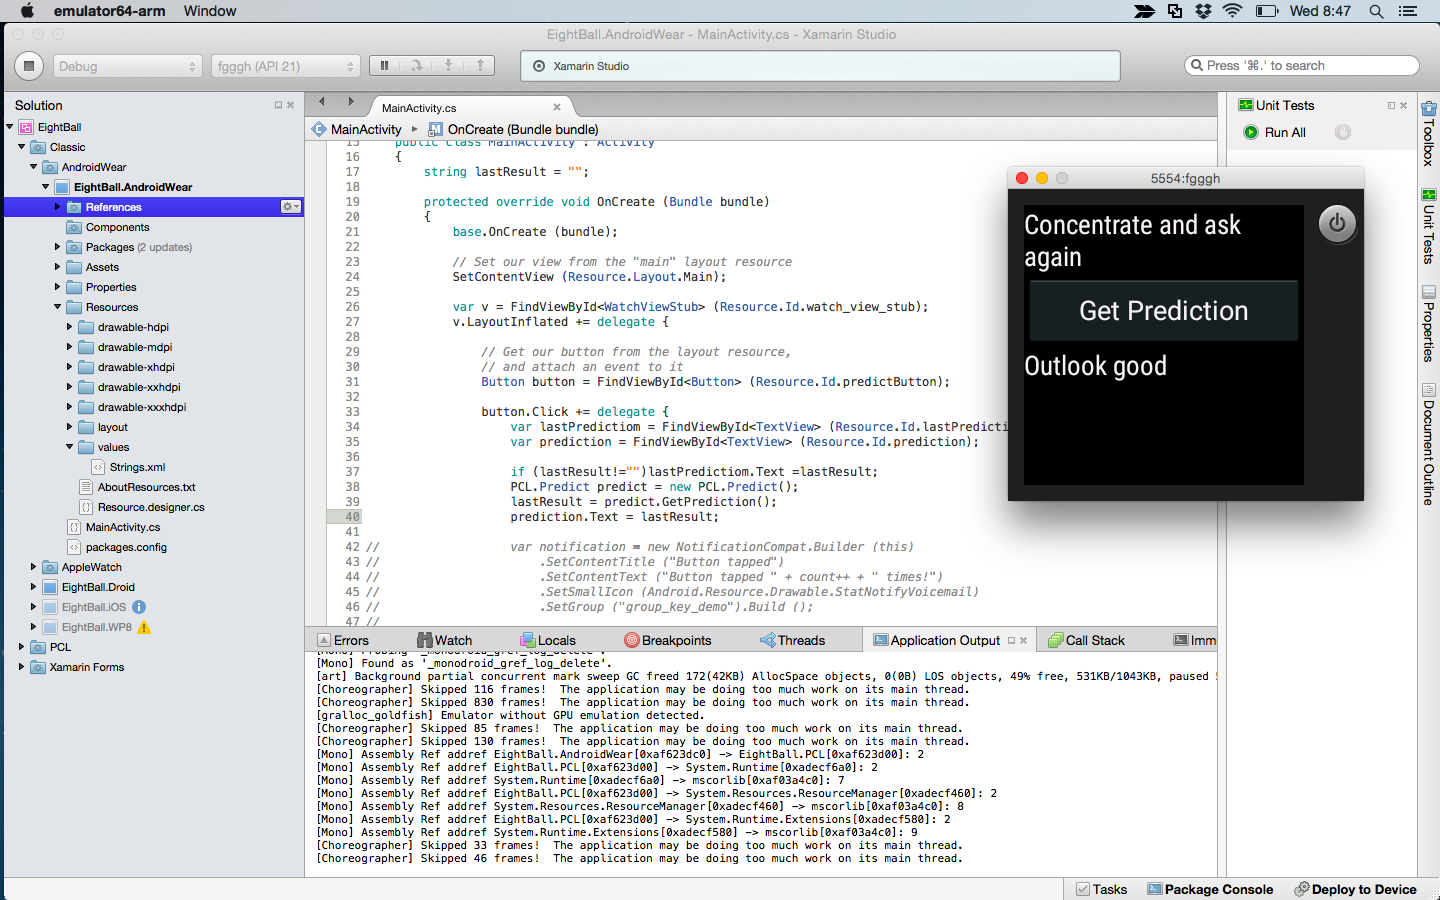 emulator64-arm Window
Wed 8:47
EightBall.AndroidWear - MainActivity.cs - Xamarin Studio
Debug
fgggh (API 21)
Xamarin Studio
Press '⌘.' to search
Solution
EightBall
Classic
AndroidWear
EightBall.AndroidWear
References
Components
Packages (2 updates)
Assets
Properties
Resources
drawable-hdpi
drawable-mdpi
drawable-xhdpi
drawable-xxhdpi
drawable-xxxhdpi
layout
values
Strings.xml
AboutResources.txt
Resource.designer.cs
MainActivity.cs
packages.config
AppleWatch
EightBall.Droid
EightBall.iOS
EightBall.WP8
PCL
Xamarin Forms
MainActivity.cs
MainActivity OnCreate (Bundle bundle)
15 public class MainActivity : Activity
16 {
17 string lastResult = "";
18
19 protected override void OnCreate (Bundle bundle)
20 {
21 base.OnCreate (bundle);
22
23 // Set our view from the "main" layout resource
24 SetContentView (Resource.Layout.Main);
25
26 var v = FindViewById<WatchViewStub> (Resource.Id.watch_view_stub);
27 v.LayoutInflated += delegate {
28
29 // Get our button from the layout resource,
30 // and attach an event to it
31 Button button = FindViewById<Button> (Resource.Id.predictButton);
32
33 button.Click += delegate {
34 var lastPredictiom = FindViewById<TextView> (Resource.Id.lastPredicti
35 var prediction = FindViewById<TextView> (Resource.Id.prediction);
36
37 if (lastResult!="")lastPredictiom.Text =lastResult;
38 PCL.Predict predict = new PCL.Predict();
39 lastResult = predict.GetPrediction();
40 prediction.Text = lastResult;
41
42 // var notification = new NotificationCompat.Builder (this)
43 // .SetContentTitle ("Button tapped")
44 // .SetContentText ("Button tapped " + count++ + " times!")
45 // .SetSmallIcon (Android.Resource.Drawable.StatNotifyVoicemail)
46 // .SetGroup ("group_key_demo").Build ();
47 //
Unit Tests
Run All
5554:fgggh
Concentrate and ask
again
Get Prediction
Outlook good
Toolbox
Unit Tests
Properties
Document Outline
Errors Watch Locals Breakpoints Threads Application Output Call Stack Imm
[Mono] Probing '_monodroid_gref_log_delete'.
[Mono] Found as '_monodroid_gref_log_delete'.
[art] Background partial concurrent mark sweep GC freed 172(42KB) AllocSpace objects, 0(0B) LOS objects, 49% free, 531KB/1043KB, paused
[Choreographer] Skipped 116 frames! The application may be doing too much work on its main thread.
[Choreographer] Skipped 830 frames! The application may be doing too much work on its main thread.
[gralloc_goldfish] Emulator without GPU emulation detected.
[Choreographer] Skipped 85 frames! The application may be doing too much work on its main thread.
[Choreographer] Skipped 130 frames! The application may be doing too much work on its main thread.
[Mono] Assembly Ref addref EightBall.AndroidWear[0xaf623dc0] -> EightBall.PCL[0xaf623d00]: 2
[Mono] Assembly Ref addref EightBall.PCL[0xaf623d00] -> System.Runtime[0xadecf6a0]: 2
[Mono] Assembly Ref addref System.Runtime[0xadecf6a0] -> mscorlib[0xaf03a4c0]: 7
[Mono] Assembly Ref addref EightBall.PCL[0xaf623d00] -> System.Resources.ResourceManager[0xadecf460]: 2
[Mono] Assembly Ref addref System.Resources.ResourceManager[0xadecf460] -> mscorlib[0xaf03a4c0]: 8
[Mono] Assembly Ref addref EightBall.PCL[0xaf623d00] -> System.Runtime.Extensions[0xadecf580]: 2
[Mono] Assembly Ref addref System.Runtime.Extensions[0xadecf580] -> mscorlib[0xaf03a4c0]: 9
[Choreographer] Skipped 33 frames! The application may be doing too much work on its main thread.
[Choreographer] Skipped 46 frames! The application may be doing too much work on its main thread.
Tasks Package Console Deploy to Device